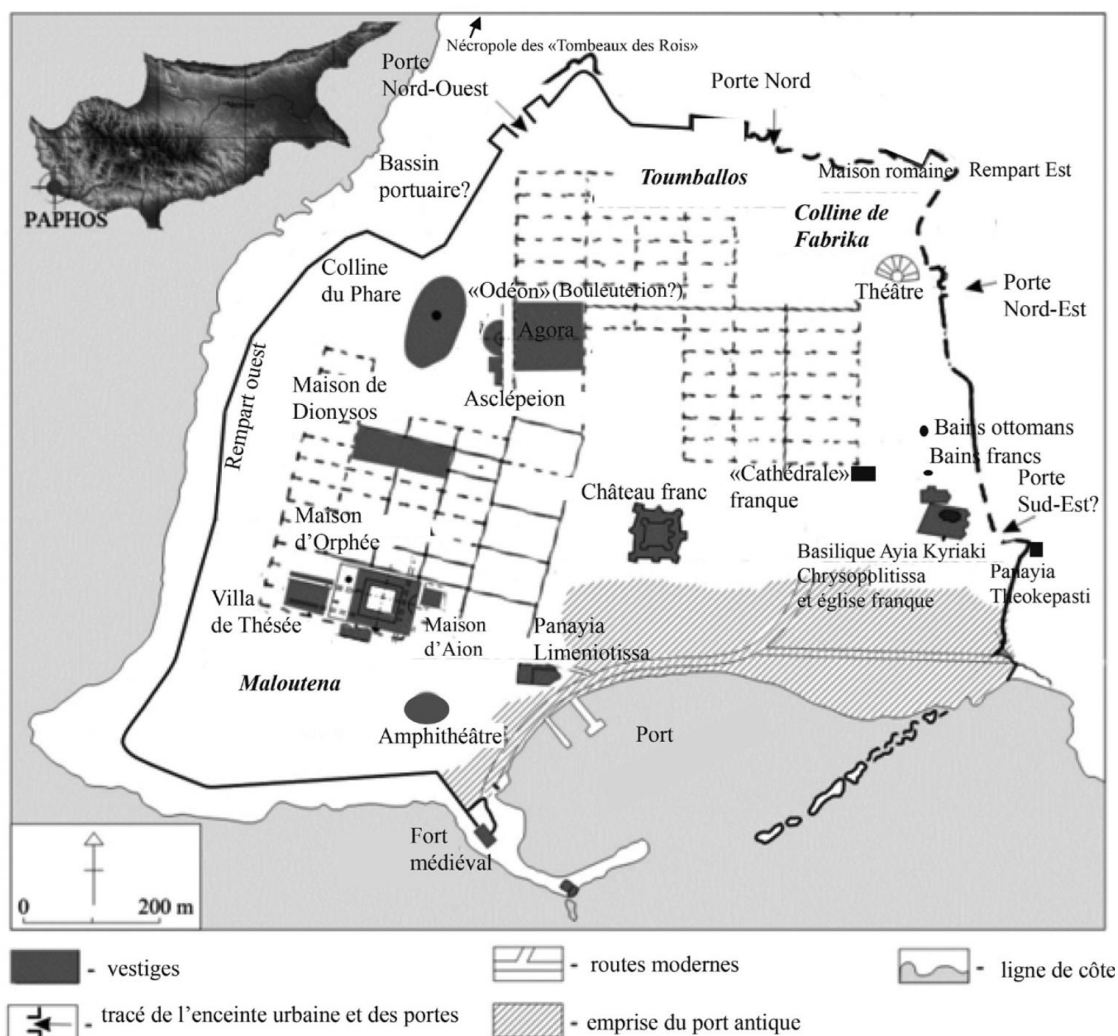 Nécropole des «Tombeaux des Rois»
Porte
Nord-Ouest
Porte Nord
Bassin
portuaire?
Toumballos
Maison romaine
Rempart Est
PAPHOS
Colline de
Fabrika
Colline
du Phare
«Odéon» (Bouleuterion?)
Théâtre
Porte
Nord-Est
Agora
Rempart ouest
Maison de
Dionysos
Asclépeion
Bains ottomans
Bains francs
«Cathédrale»
franque
Château franc
Porte
Sud-Est?
Maison
d’Orphée
Basilique Ayia Kyriaki
Chrysopolitissa
et église franque
Panayia
Theokepasti
Villa
de Thésée
Maison
d’Aion
Panayia
Limeniotissa
Maloutena
Amphithéâtre
Port
Fort
médiéval
0 200 m
- vestiges
- routes modernes
- ligne de côte
- tracé de l’enceinte urbaine et des portes
- emprise du port antique